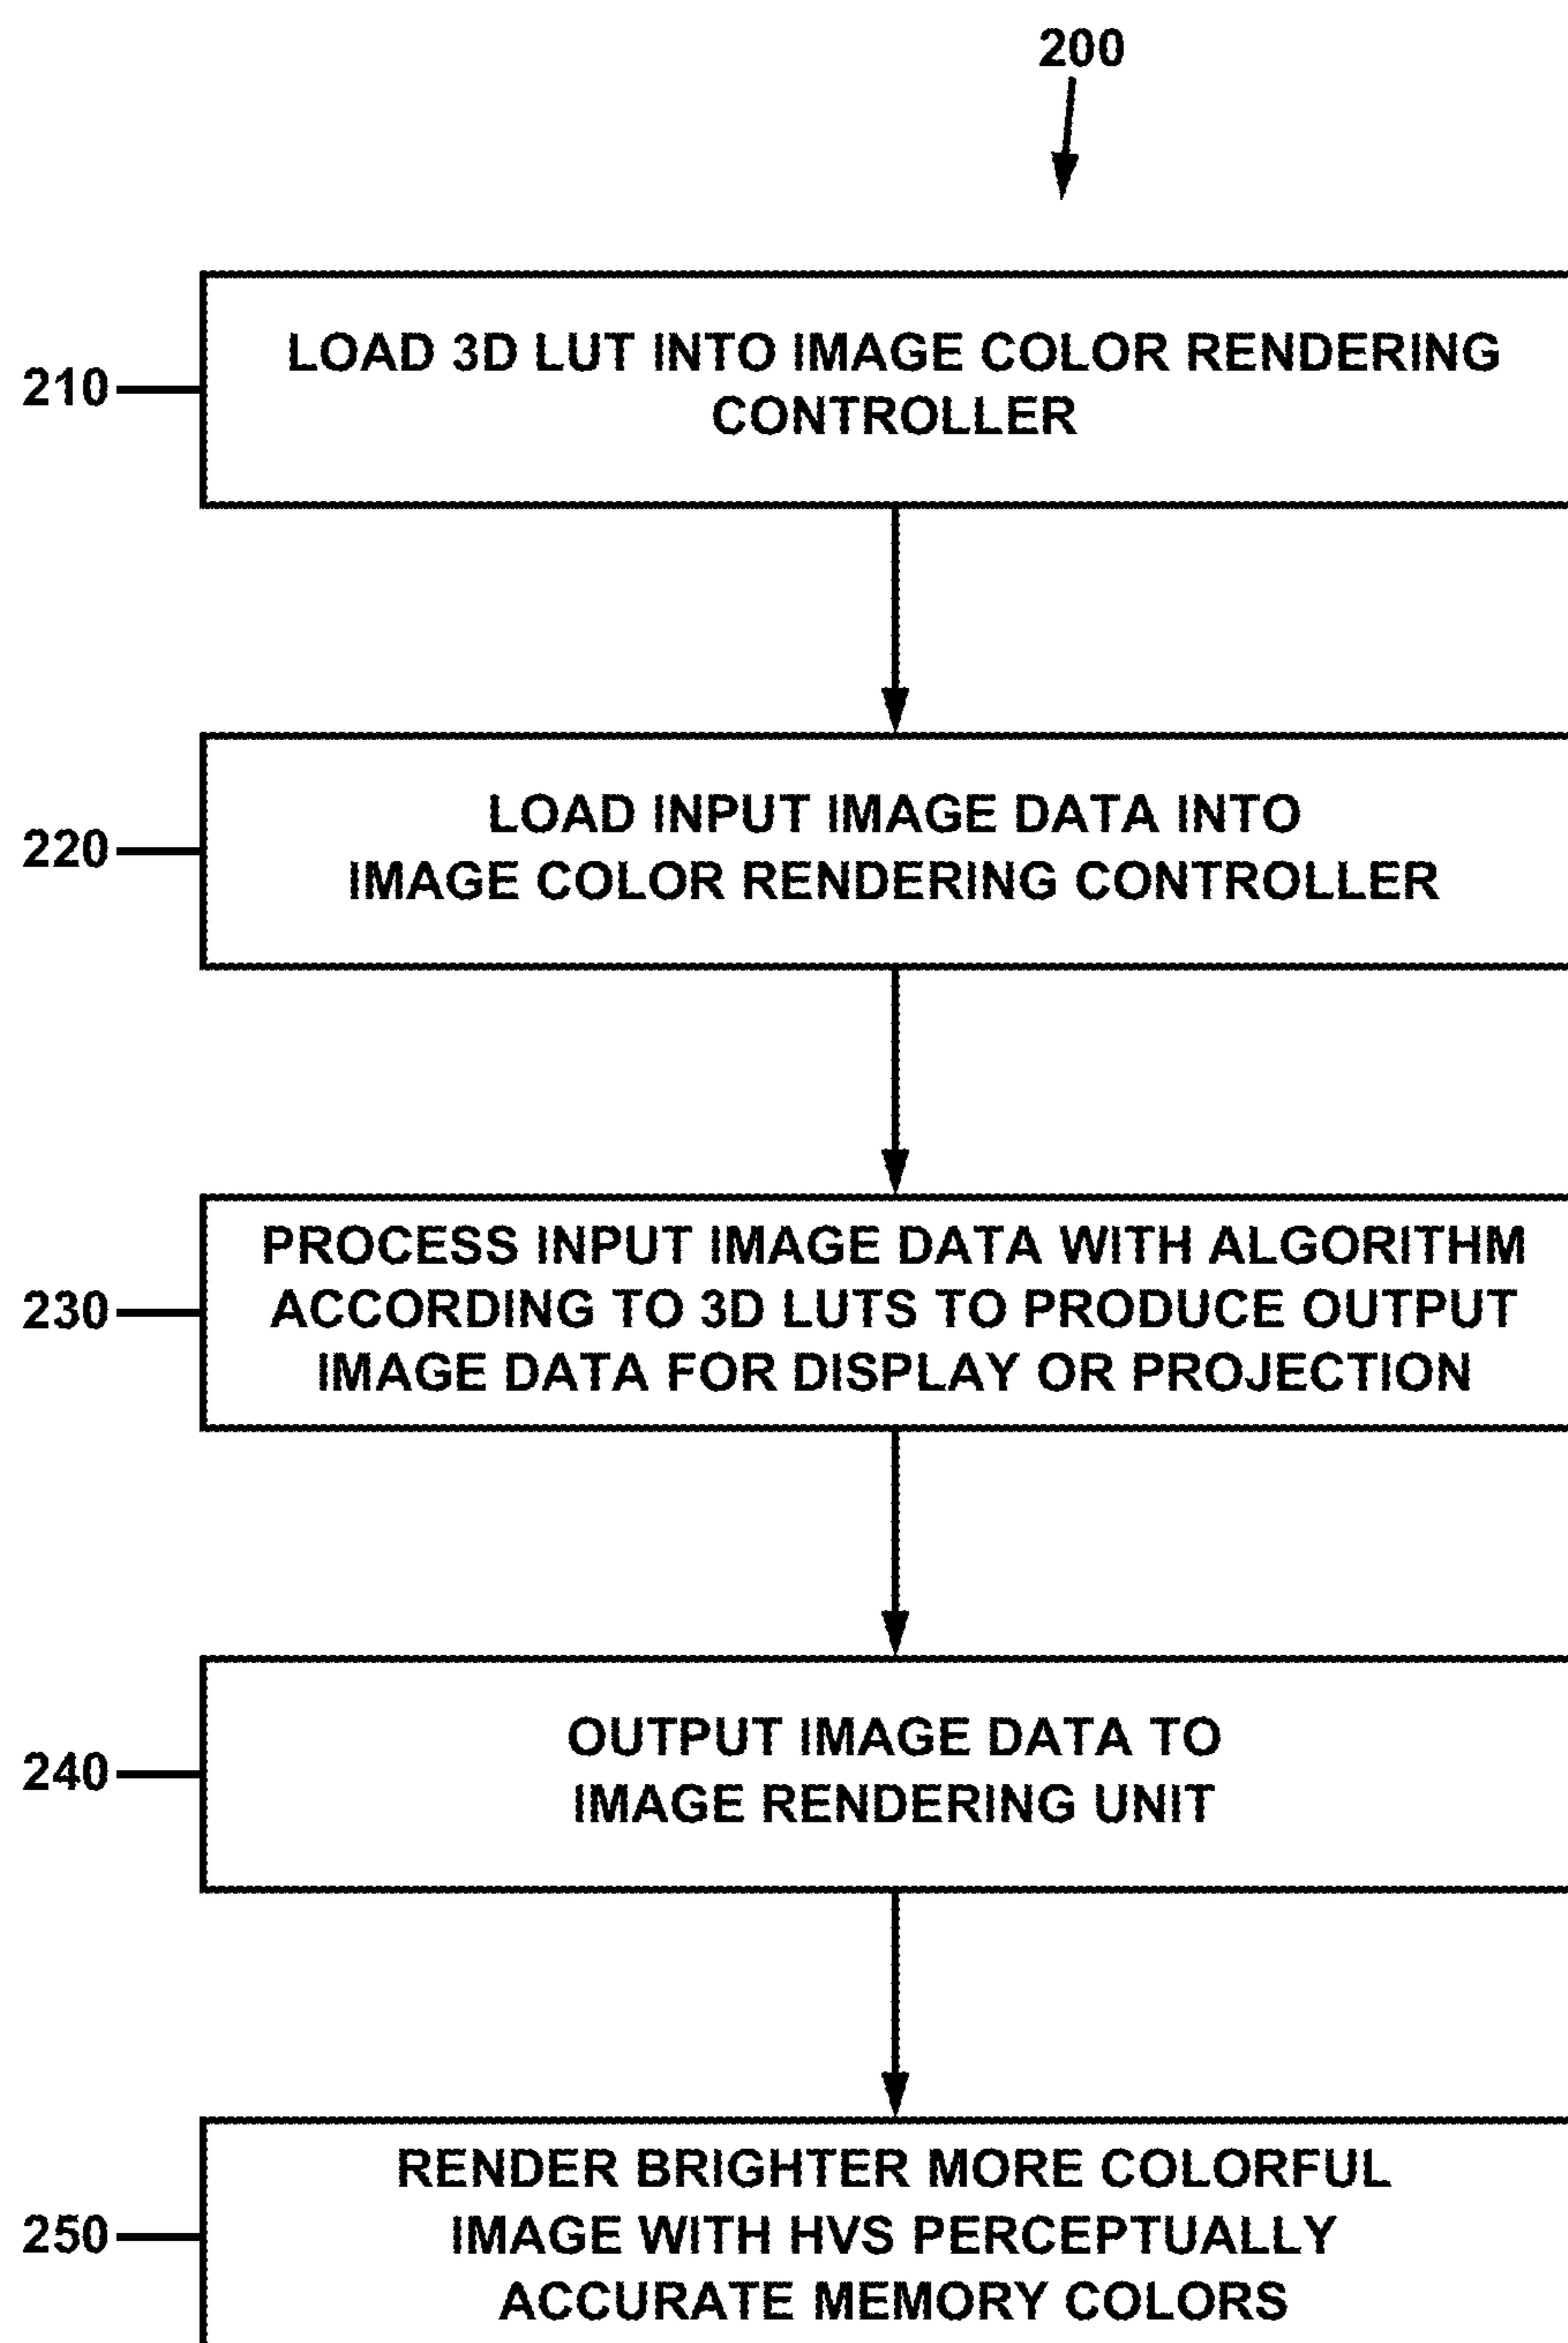 200
210
LOAD 3D LUT INTO IMAGE COLOR RENDERING
CONTROLLER
220
LOAD INPUT IMAGE DATA INTO
IMAGE COLOR RENDERING CONTROLLER
230
PROCESS INPUT IMAGE DATA WITH ALGORITHM
ACCORDING TO 3D LUTS TO PRODUCE OUTPUT
IMAGE DATA FOR DISPLAY OR PROJECTION
240
OUTPUT IMAGE DATA TO
IMAGE RENDERING UNIT
250
RENDER BRIGHTER MORE COLORFUL
IMAGE WITH HVS PERCEPTUALLY
ACCURATE MEMORY COLORS